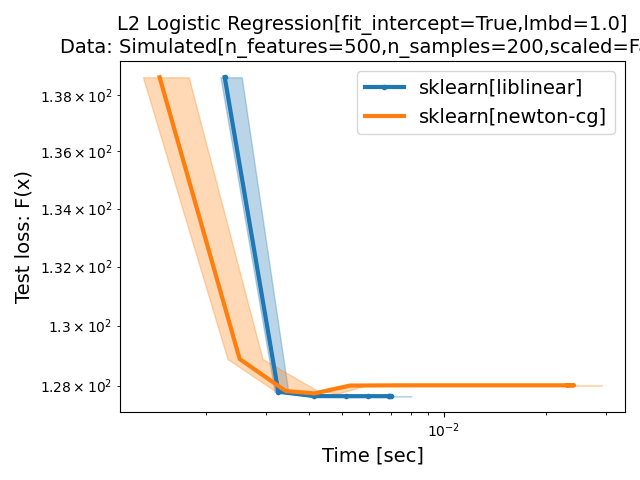 L2 Logistic Regression[fit_intercept=True,lmbd=1.0]
Data: Simulated[n_features=500,n_samples=200,scaled=Fa
sklearn[liblinear]
sklearn[newton-cg]
1.38 × 10²
1.36 × 10²
1.34 × 10²
1.32 × 10²
1.3 × 10²
1.28 × 10²
Test loss: F(x)
10⁻²
Time [sec]